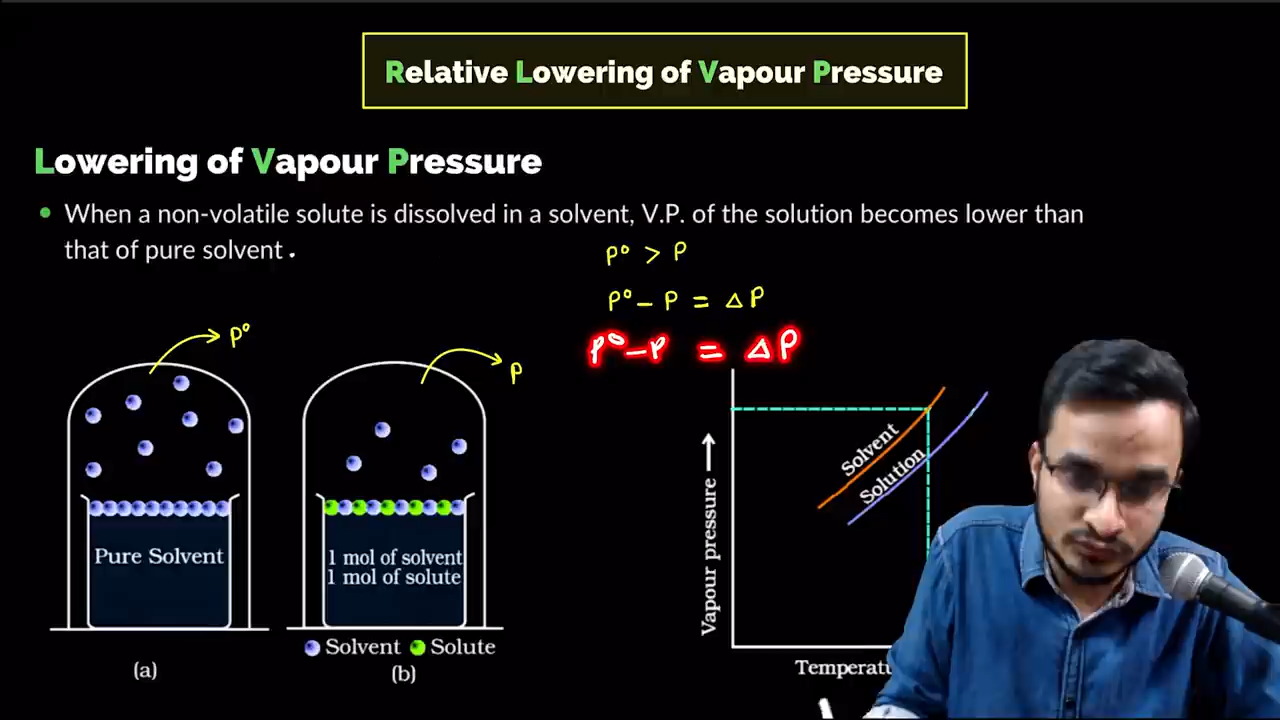 Relative Lowering of Vapour Pressure
Lowering of Vapour Pressure
• When a non-volatile solute is dissolved in a solvent, V.P. of the solution becomes lower than
that of pure solvent .
P° > P
P° - P = ΔP
P° - P = ΔP
P°
P
Pure Solvent
1 mol of solvent
1 mol of solute
Solvent Solute
(a)
(b)
Solvent
Solution
Vapour pressure →